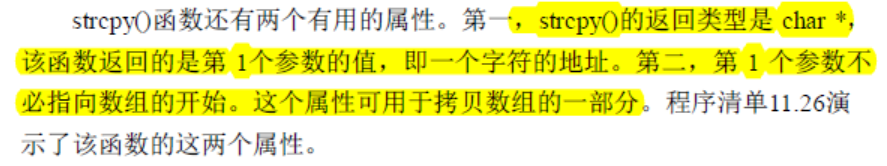 strcpy()函数还有两个有用的属性。第一，strcpy()的返回类型是 char *，
该函数返回的是第 1个参数的值，即一个字符的地址。第二，第 1 个参数不
必指向数组的开始。这个属性可用于拷贝数组的一部分。程序清单11.26演
示了该函数的这两个属性。